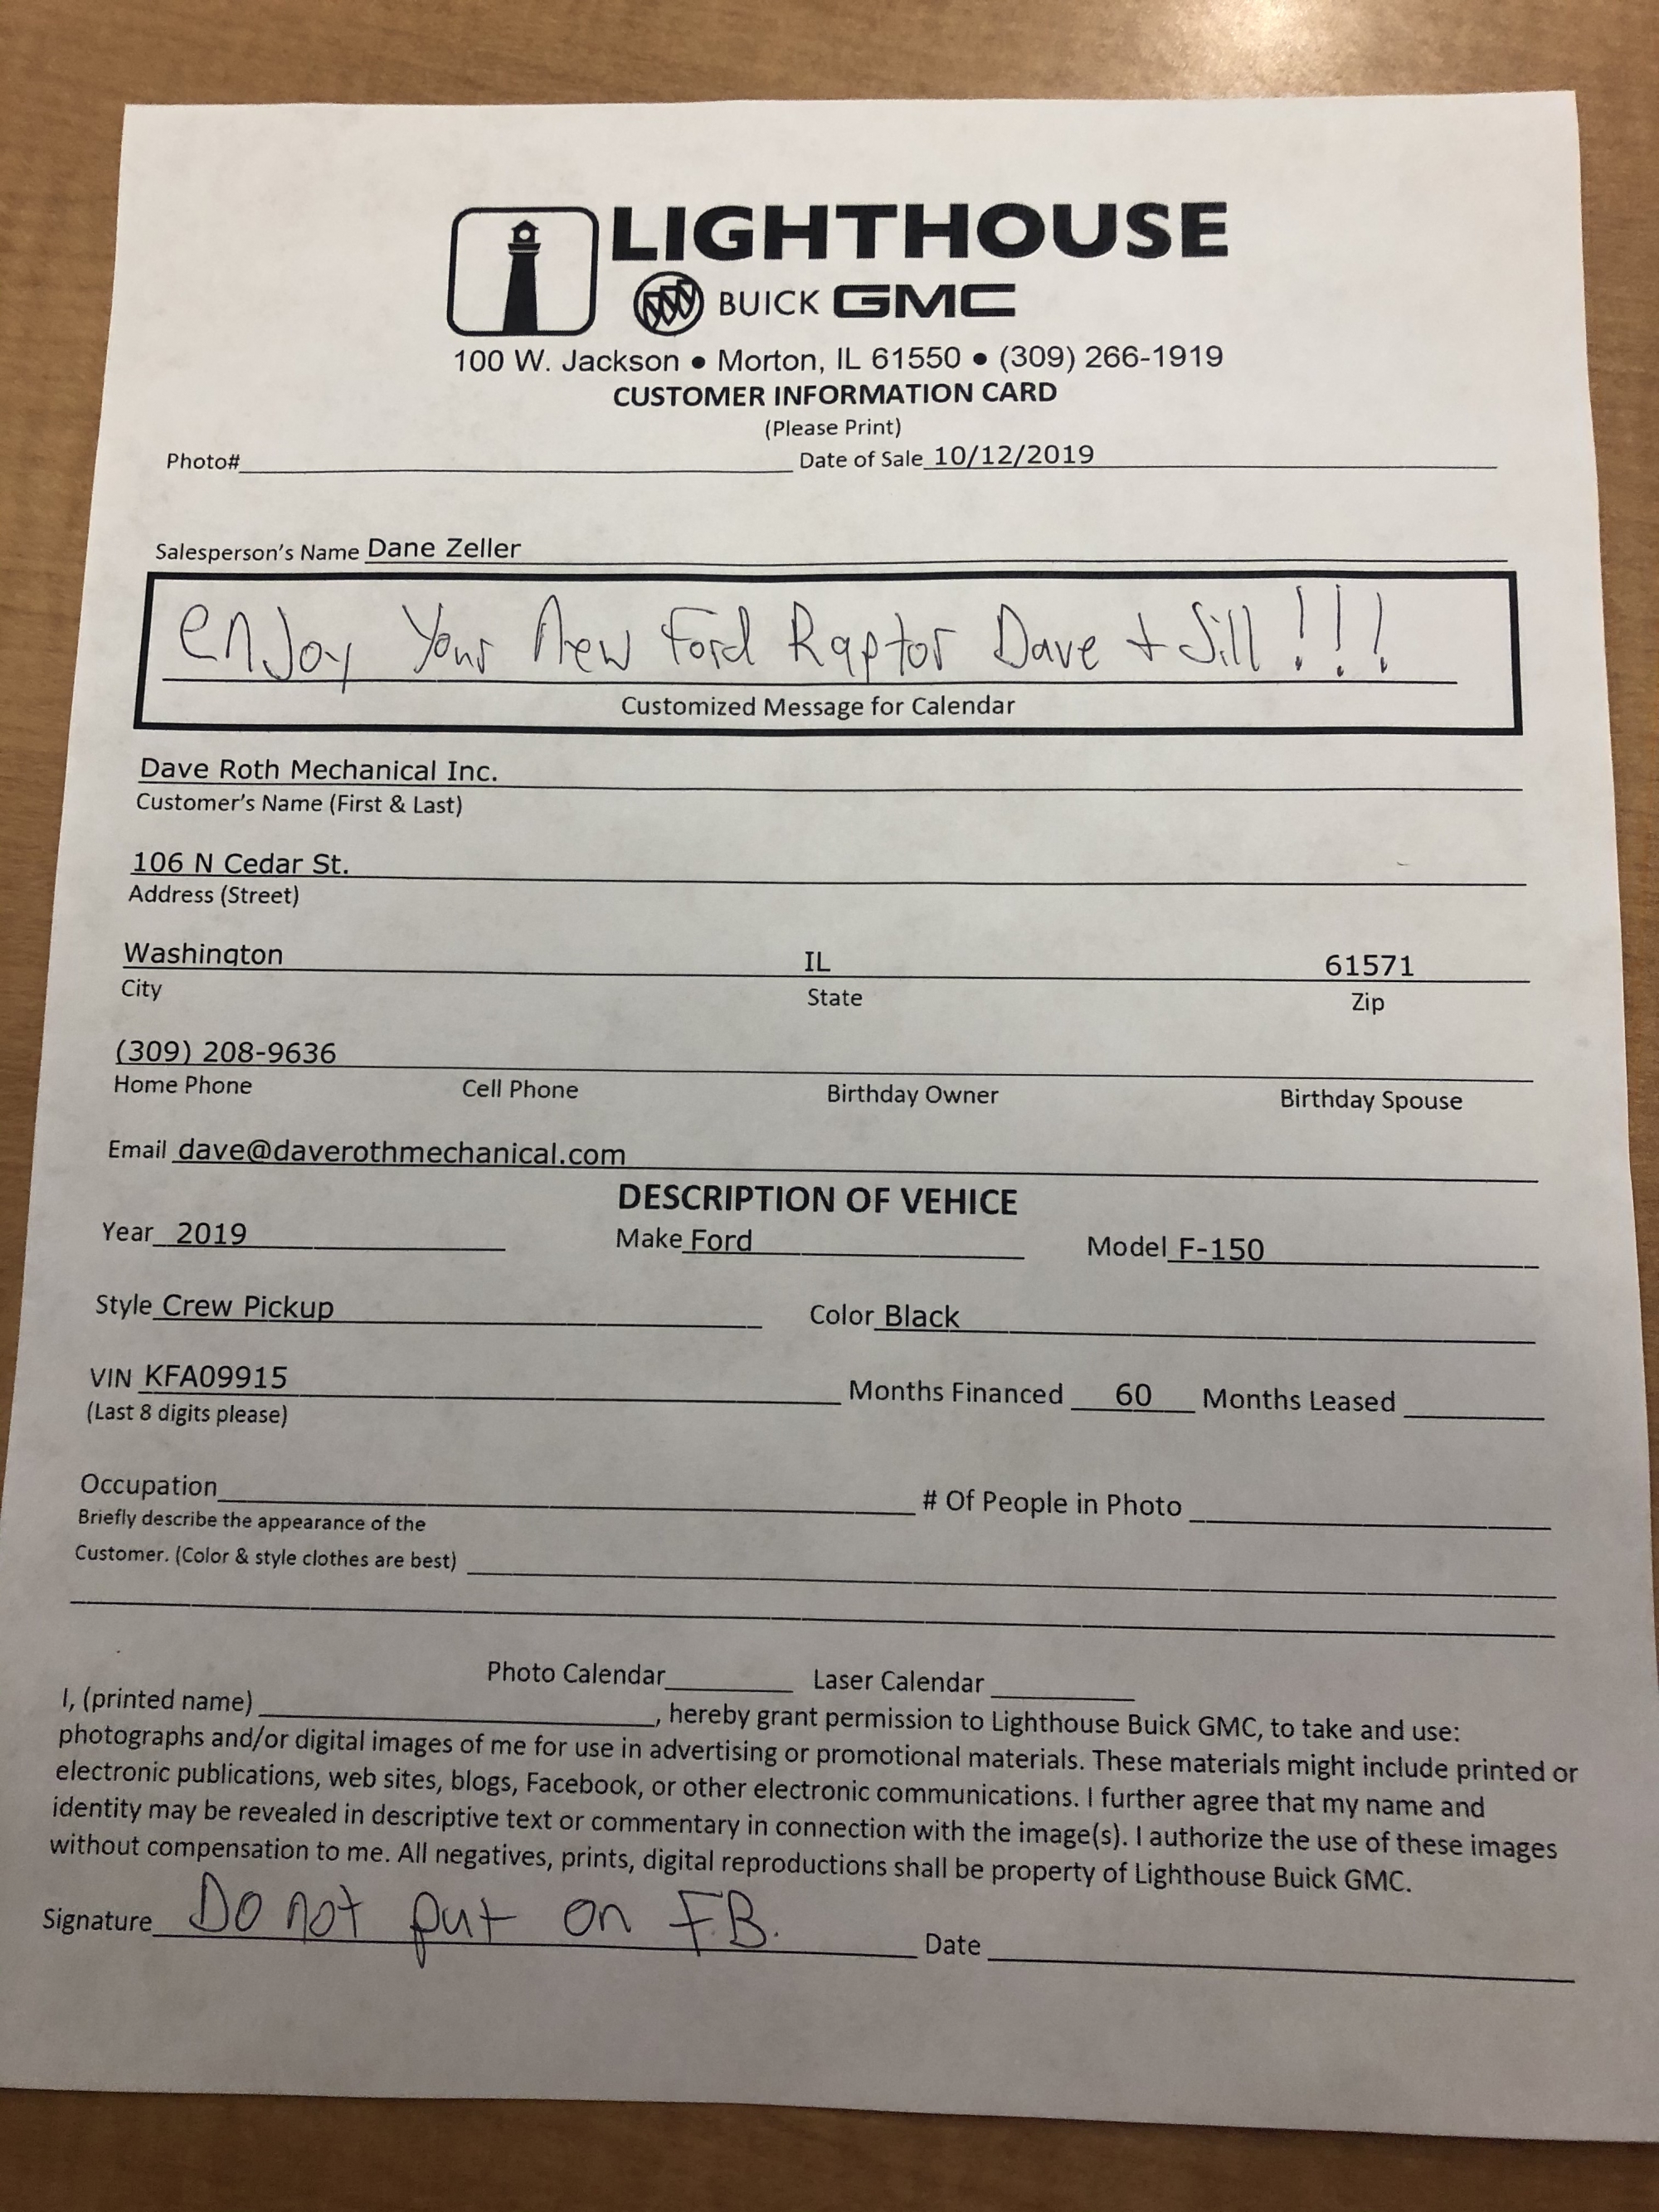 LIGHTHOUSE
BUICK GMC
100 W. Jackson ● Morton, IL 61550 ● (309) 266-1919
CUSTOMER INFORMATION CARD
(Please Print)
Photo# Date of Sale 10/12/2019
Salesperson's Name Dane Zeller
enjoy Your New Ford Raptor Dave + Jill!!!
Customized Message for Calendar
Dave Roth Mechanical Inc.
Customer's Name (First & Last)
106 N Cedar St.
Address (Street)
Washington IL 61571
City State Zip
(309) 208-9636
Home Phone Cell Phone Birthday Owner Birthday Spouse
Email dave@daverothmechanical.com
DESCRIPTION OF VEHICE
Year 2019 Make Ford Model F-150
Style Crew Pickup Color Black
VIN KFA09915 Months Financed 60 Months Leased
(Last 8 digits please)
Occupation # Of People in Photo
Briefly describe the appearance of the
Customer. (Color & style clothes are best)
Photo Calendar Laser Calendar
I, (printed name) , hereby grant permission to Lighthouse Buick GMC, to take and use:
photographs and/or digital images of me for use in advertising or promotional materials. These materials might include printed or
electronic publications, web sites, blogs, Facebook, or other electronic communications. I further agree that my name and
identity may be revealed in descriptive text or commentary in connection with the image(s). I authorize the use of these images
without compensation to me. All negatives, prints, digital reproductions shall be property of Lighthouse Buick GMC.
Signature Do not put on F.B. Date